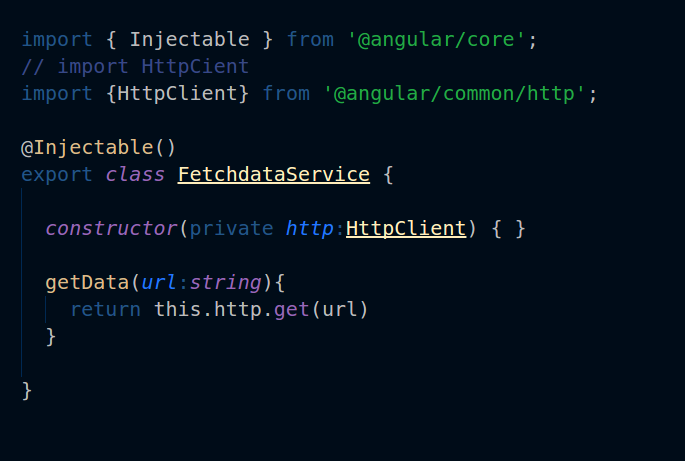 import { Injectable } from '@angular/core';
// import HttpCient
import {HttpClient} from '@angular/common/http';
@Injectable()
export class FetchdataService {
constructor(private http:HttpClient) { }
getData(url:string){
return this.http.get(url)
}
}